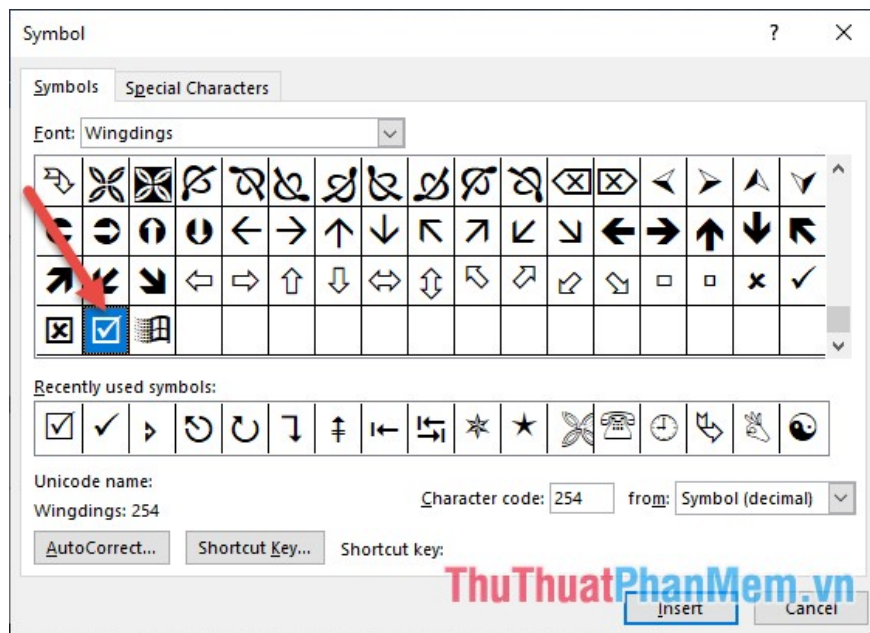 Symbol
Symbols Special Characters
Font: Wingdings
Recently used symbols:
Unicode name:
Wingdings: 254
Character code: 254 from: Symbol (decimal)
AutoCorrect... Shortcut Key... Shortcut key:
ThuThuatPhanMem.vn
Insert Cancel